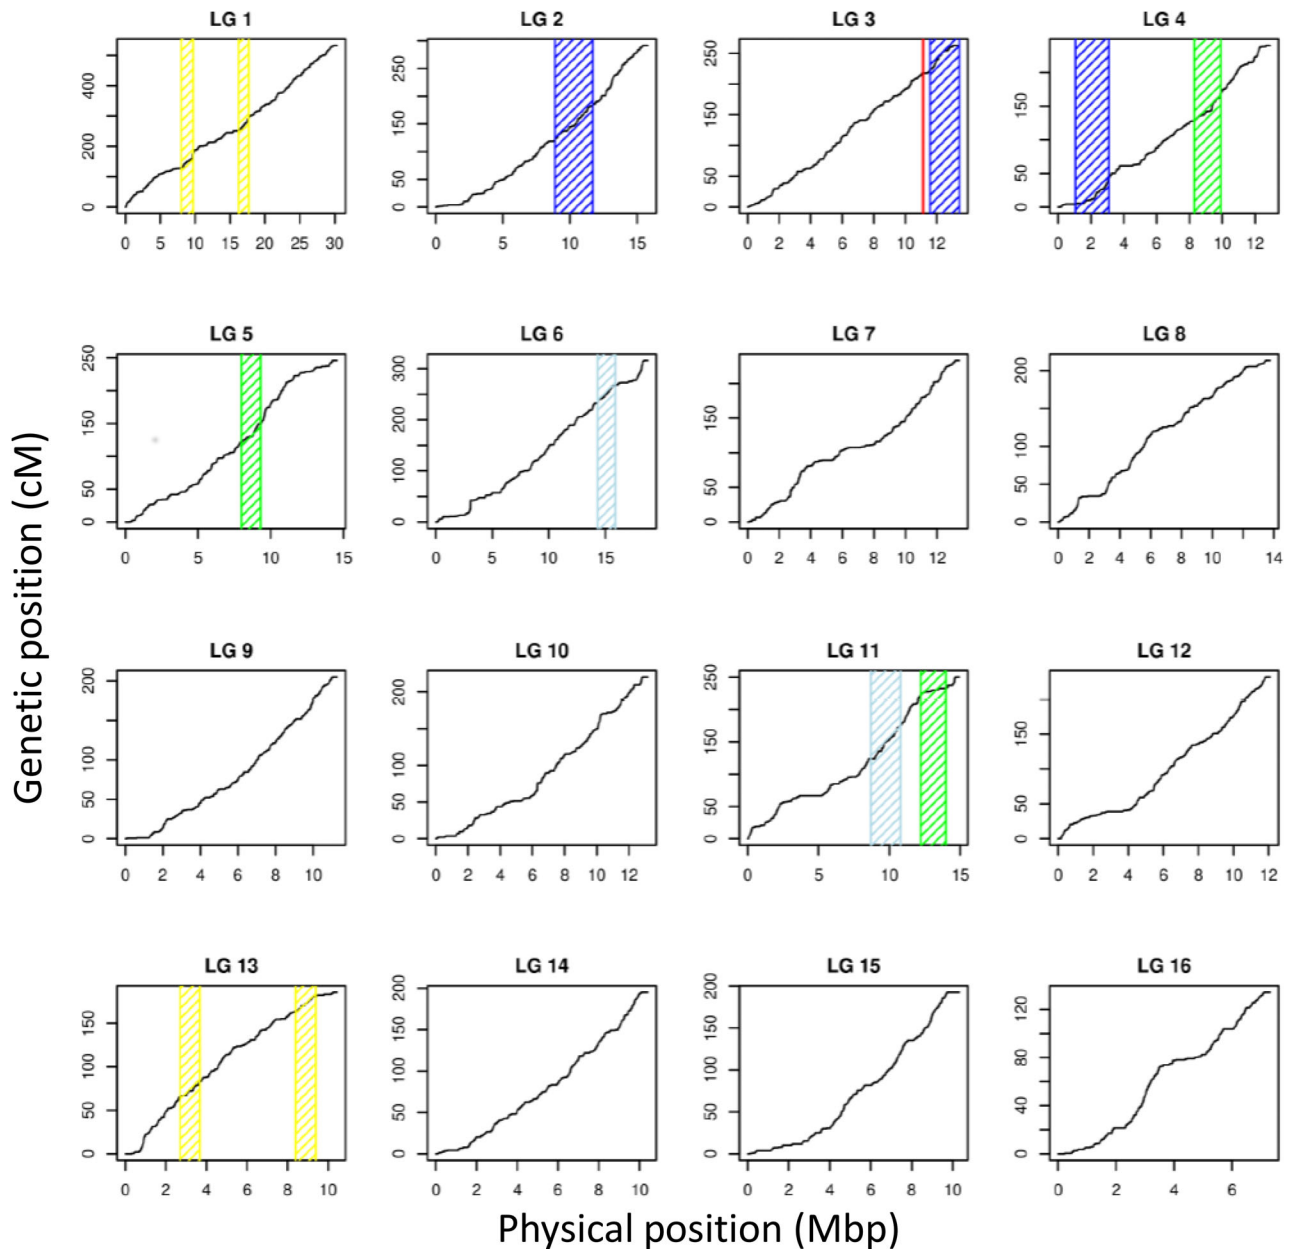 LG 1 LG 2 LG 3 LG 4
0 200 400
0 50 150 250
0 50 150 250
0 50 150
0 5 10 15 20 25 30
0 5 10 15
0 2 4 6 8 10 12
0 2 4 6 8 10 12
LG 5 LG 6 LG 7 LG 8
0 50 150 250
0 100 200 300
0 50 150
0 50 100 200
0 5 10 15
0 5 10 15
0 2 4 6 8 10 12
0 2 4 6 8 10 14
Genetic position (cM)
LG 9 LG 10 LG 11 LG 12
0 50 100 200
0 50 100 200
0 50 150 250
0 50 150
0 2 4 6 8 10
0 2 4 6 8 10 12
0 5 10 15
0 2 4 6 8 10 12
LG 13 LG 14 LG 15 LG 16
0 50 100 150
0 50 100 150 200
0 50 100 150 200
0 40 80 120
0 2 4 6 8 10
0 2 4 6 8 10
0 2 4 6 8 10
0 2 4 6
Physical position (Mbp)